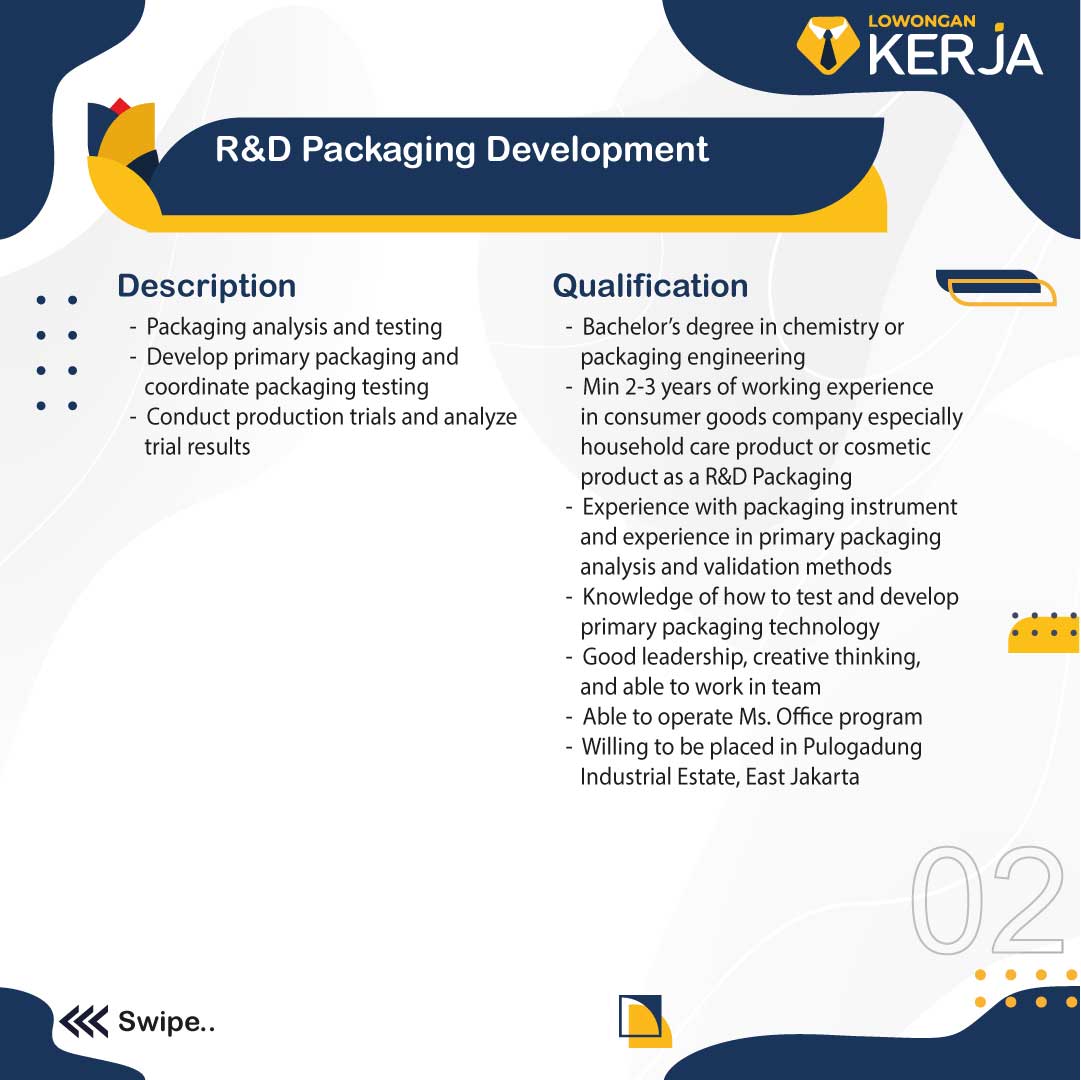 LOWONGAN
KERJA
R&D Packaging Development
Description
- Packaging analysis and testing
- Develop primary packaging and
coordinate packaging testing
- Conduct production trials and analyze
trial results
Qualification
- Bachelor’s degree in chemistry or
packaging engineering
- Min 2-3 years of working experience
in consumer goods company especially
household care product or cosmetic
product as a R&D Packaging
- Experience with packaging instrument
and experience in primary packaging
analysis and validation methods
- Knowledge of how to test and develop
primary packaging technology
- Good leadership, creative thinking,
and able to work in team
- Able to operate Ms. Office program
- Willing to be placed in Pulogadung
Industrial Estate, East Jakarta
02
Swipe..